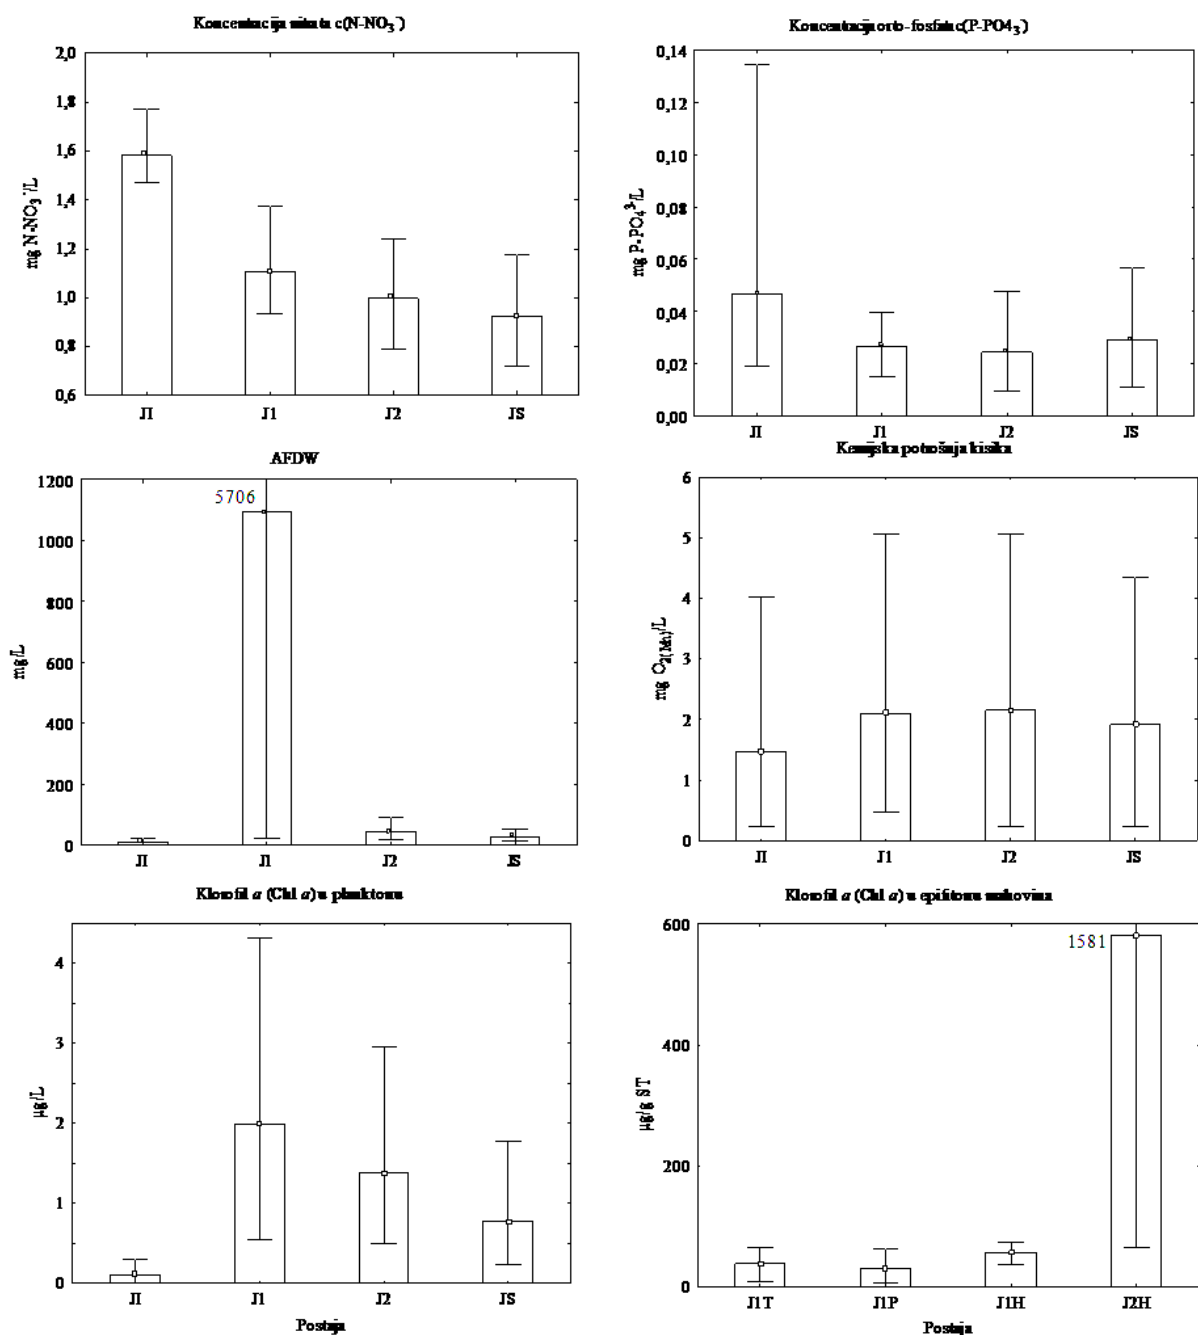 Koncentracija nitrata c(N-NO₃⁻)
2,0
1,8
1,6
1,4
1,2
1,0
0,8
0,6
mg N-NO₃⁻/L
JI
J1
J2
JS
Koncentracija orto-fosfata c(P-PO4₃)
0,14
0,12
0,10
0,08
0,06
0,04
0,02
0,00
mg P-PO₄³⁻/L
JI
J1
J2
JS
AFDW
1200
1000
800
600
400
200
0
mg/L
5706
JI
J1
J2
JS
Kemijska potrošnja kisika
6
5
4
3
2
1
0
mg O₂(Mn)/L
JI
J1
J2
JS
Klorofil a (Chl a) u planktonu
4
3
2
1
0
µg/L
JI
J1
J2
JS
Postaja
Klorofil a (Chl a) u epifitonu mahovina
600
400
200
0
µg/g ST
1581
J1T
J1P
J1H
J2H
Postaja